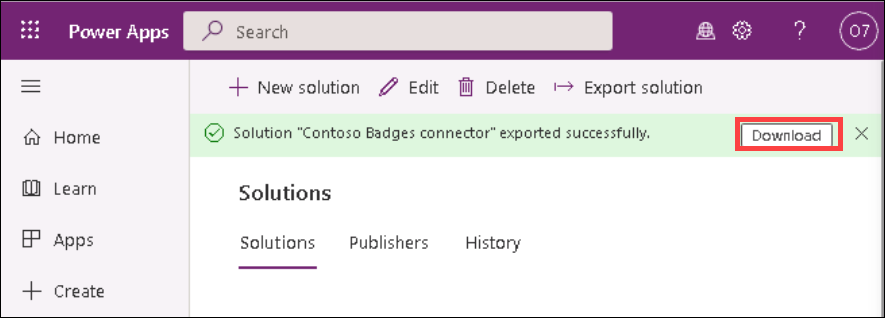 Power Apps
Search
?
O7
New solution Edit Delete Export solution
Solution "Contoso Badges connector" exported successfully.
Download
Home
Learn
Apps
Create
Solutions
Solutions Publishers History